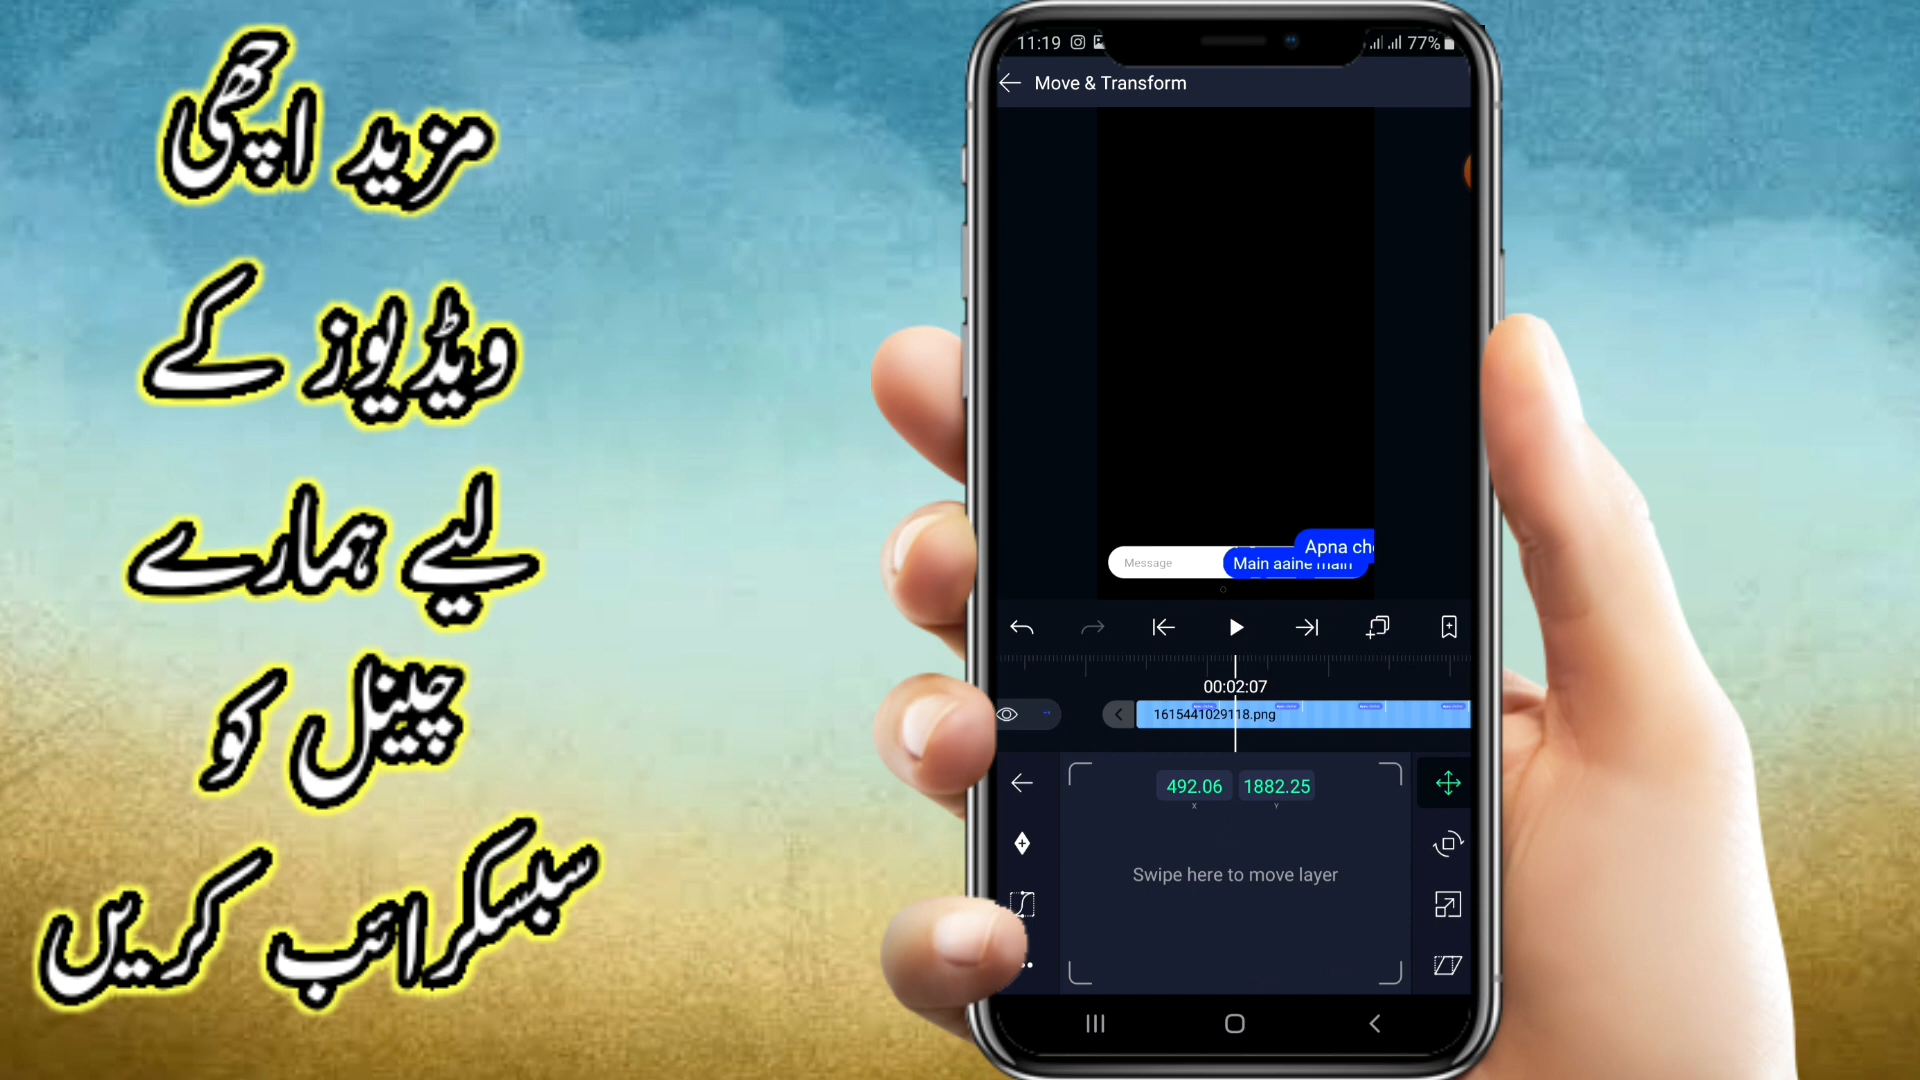 مزید اچھی
ویڈیوز کے
لیے ہمارے
چینل کو
سبسکرائب کریں
11:19
77%
Move & Transform
Apna ch
Message
Main aaine main
00:02:07
1615441029118.png
492.06 1882.25
X Y
Swipe here to move layer